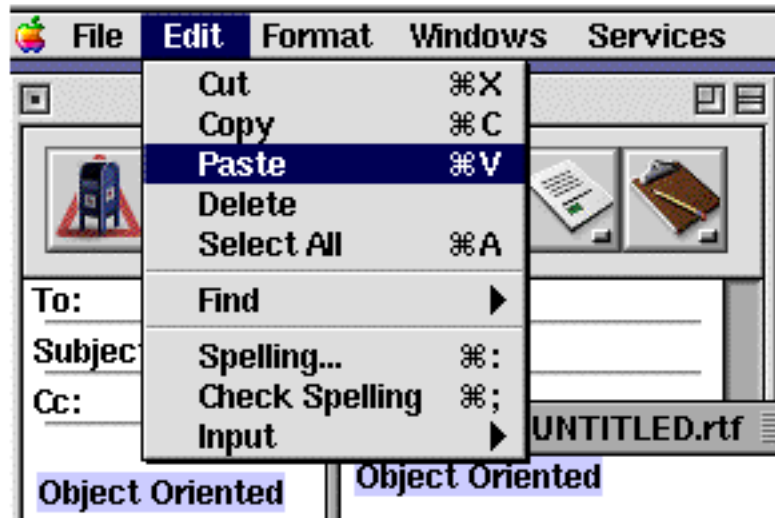 File Edit Format Windows Services
Cut ⌘X
Copy ⌘C
Paste ⌘V
Delete
Select All ⌘A
Find
Spelling... ⌘:
Check Spelling ⌘;
Input
To:
Subject
Cc:
UNTITLED.rtf
Object Oriented
Object Oriented